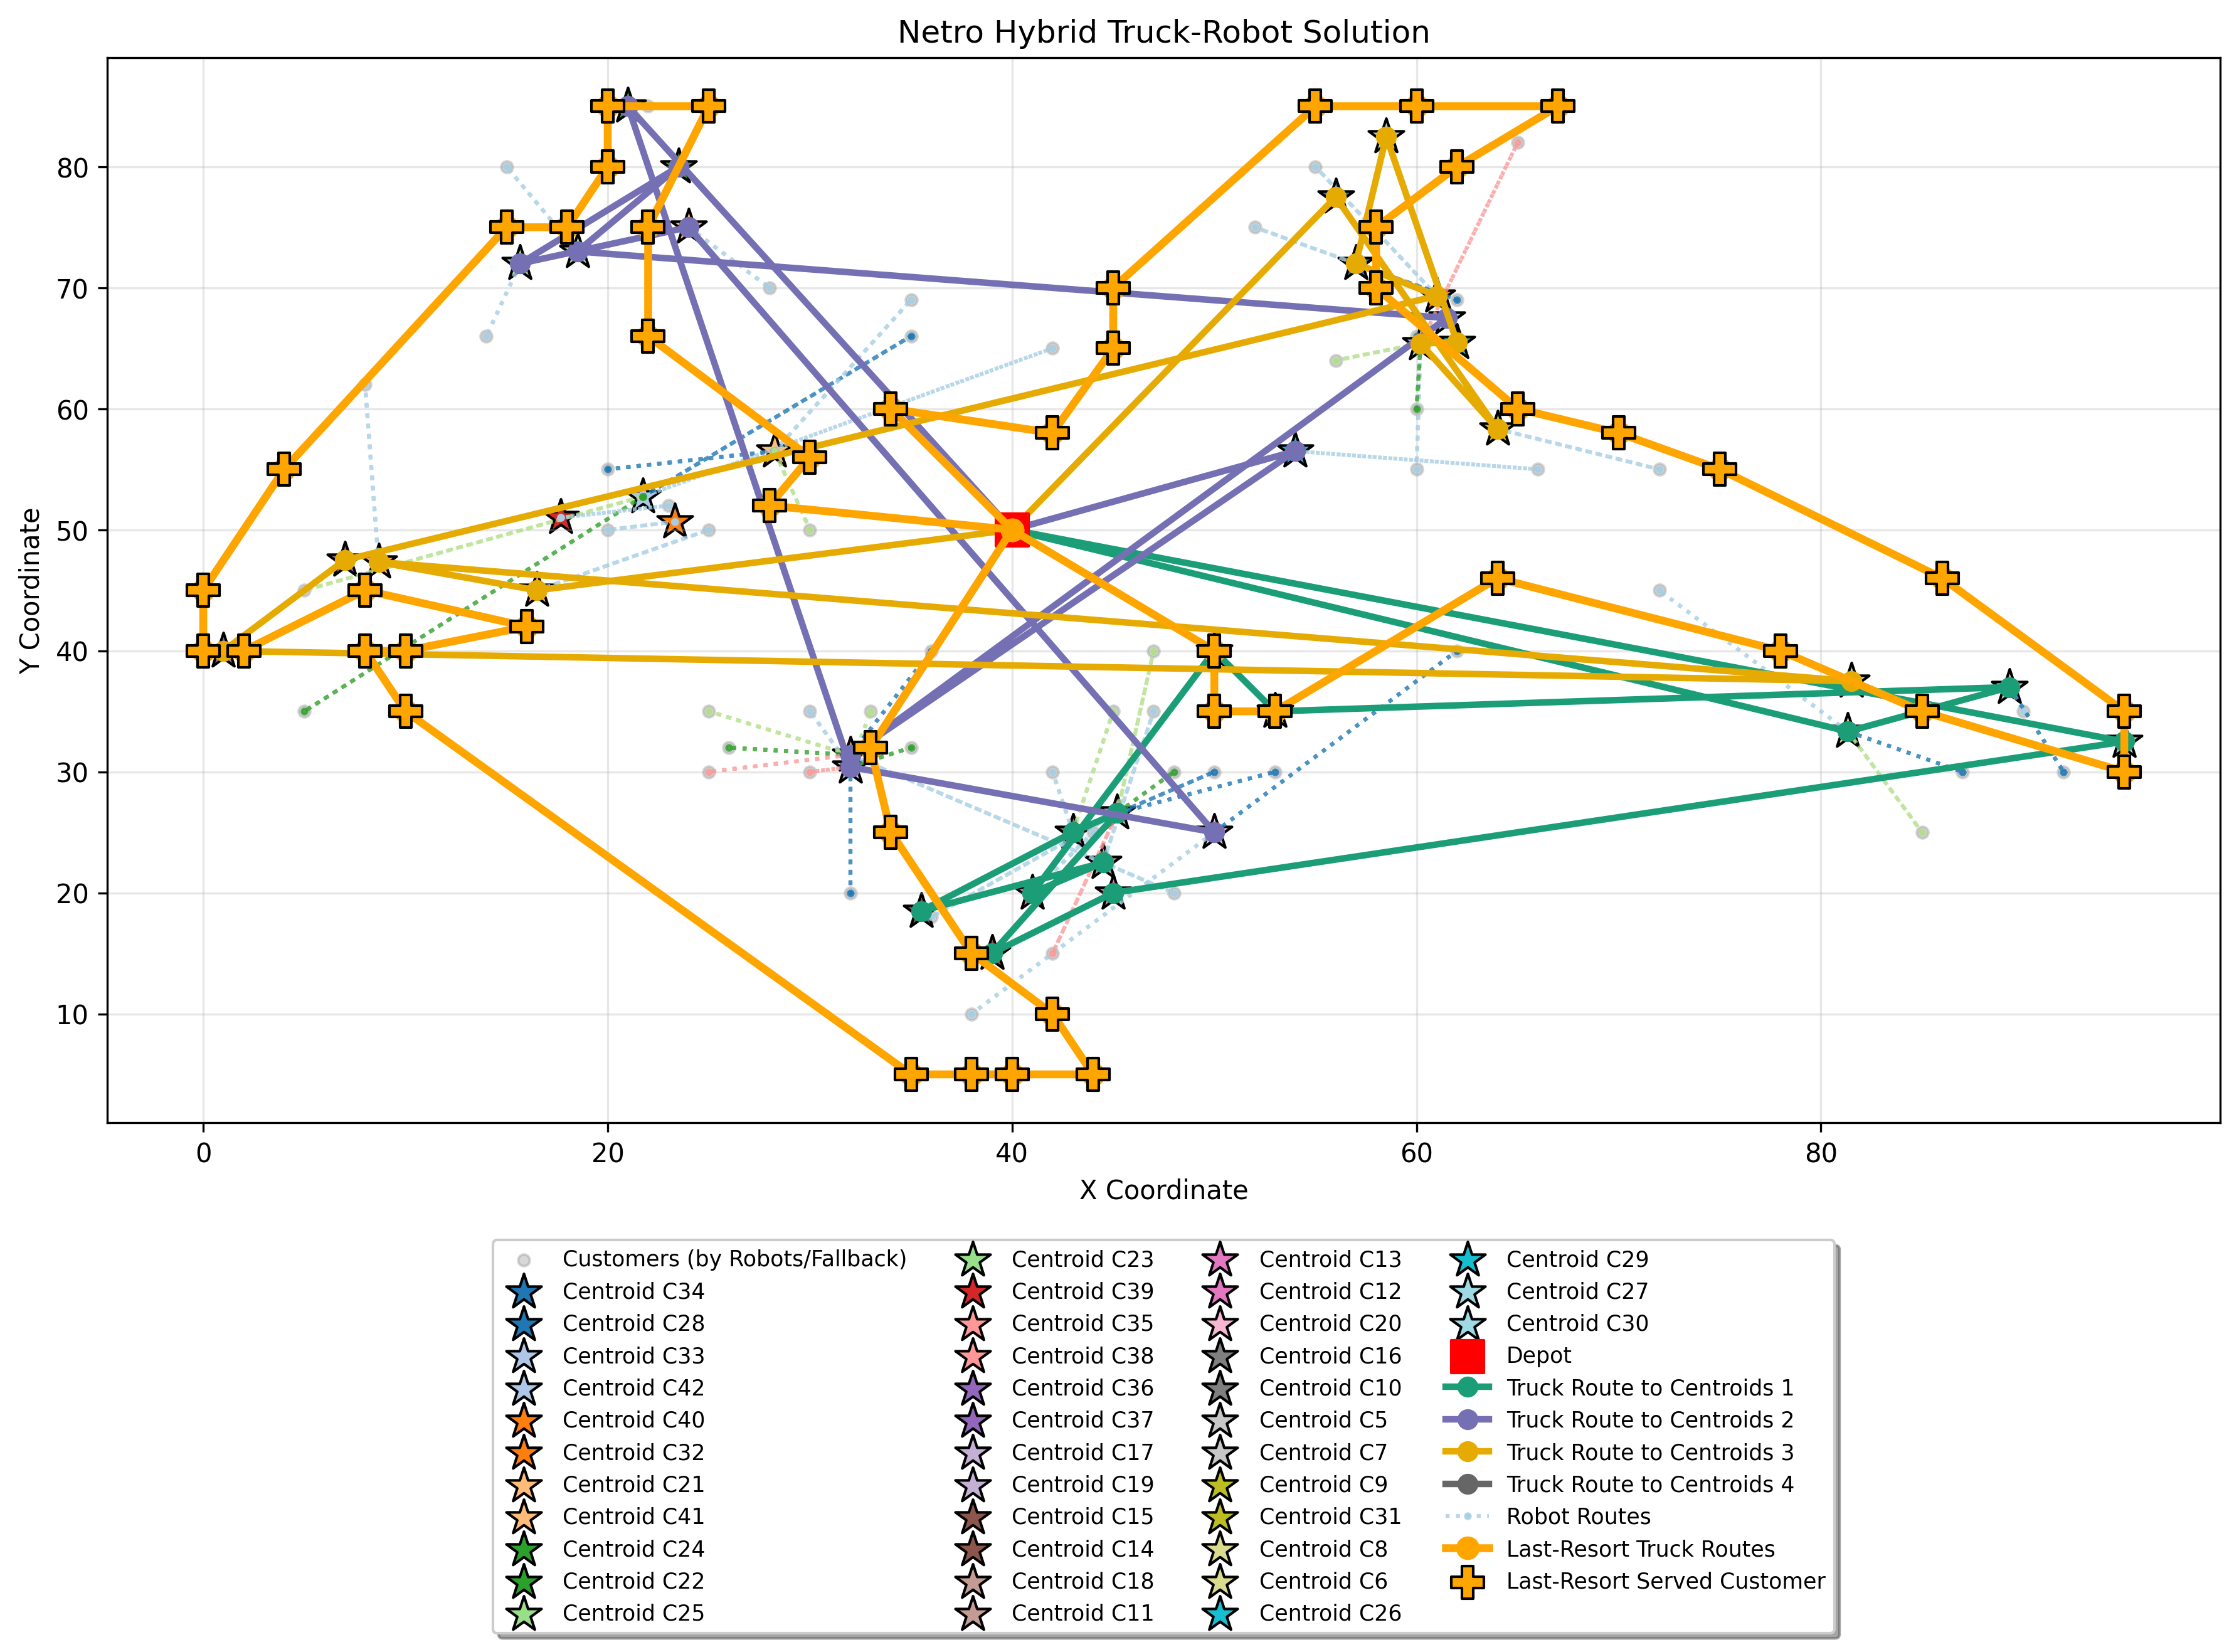 Netro Hybrid Truck-Robot Solution
Y Coordinate
80
70
60
50
40
30
20
10
0
20
40
60
80
X Coordinate
Customers (by Robots/Fallback)
Centroid C34
Centroid C28
Centroid C33
Centroid C42
Centroid C40
Centroid C32
Centroid C21
Centroid C41
Centroid C24
Centroid C22
Centroid C25
Centroid C23
Centroid C39
Centroid C35
Centroid C38
Centroid C36
Centroid C37
Centroid C17
Centroid C19
Centroid C15
Centroid C14
Centroid C18
Centroid C11
Centroid C13
Centroid C12
Centroid C20
Centroid C16
Centroid C10
Centroid C5
Centroid C7
Centroid C9
Centroid C31
Centroid C8
Centroid C6
Centroid C26
Centroid C29
Centroid C27
Centroid C30
Depot
Truck Route to Centroids 1
Truck Route to Centroids 2
Truck Route to Centroids 3
Truck Route to Centroids 4
Robot Routes
Last-Resort Truck Routes
Last-Resort Served Customer